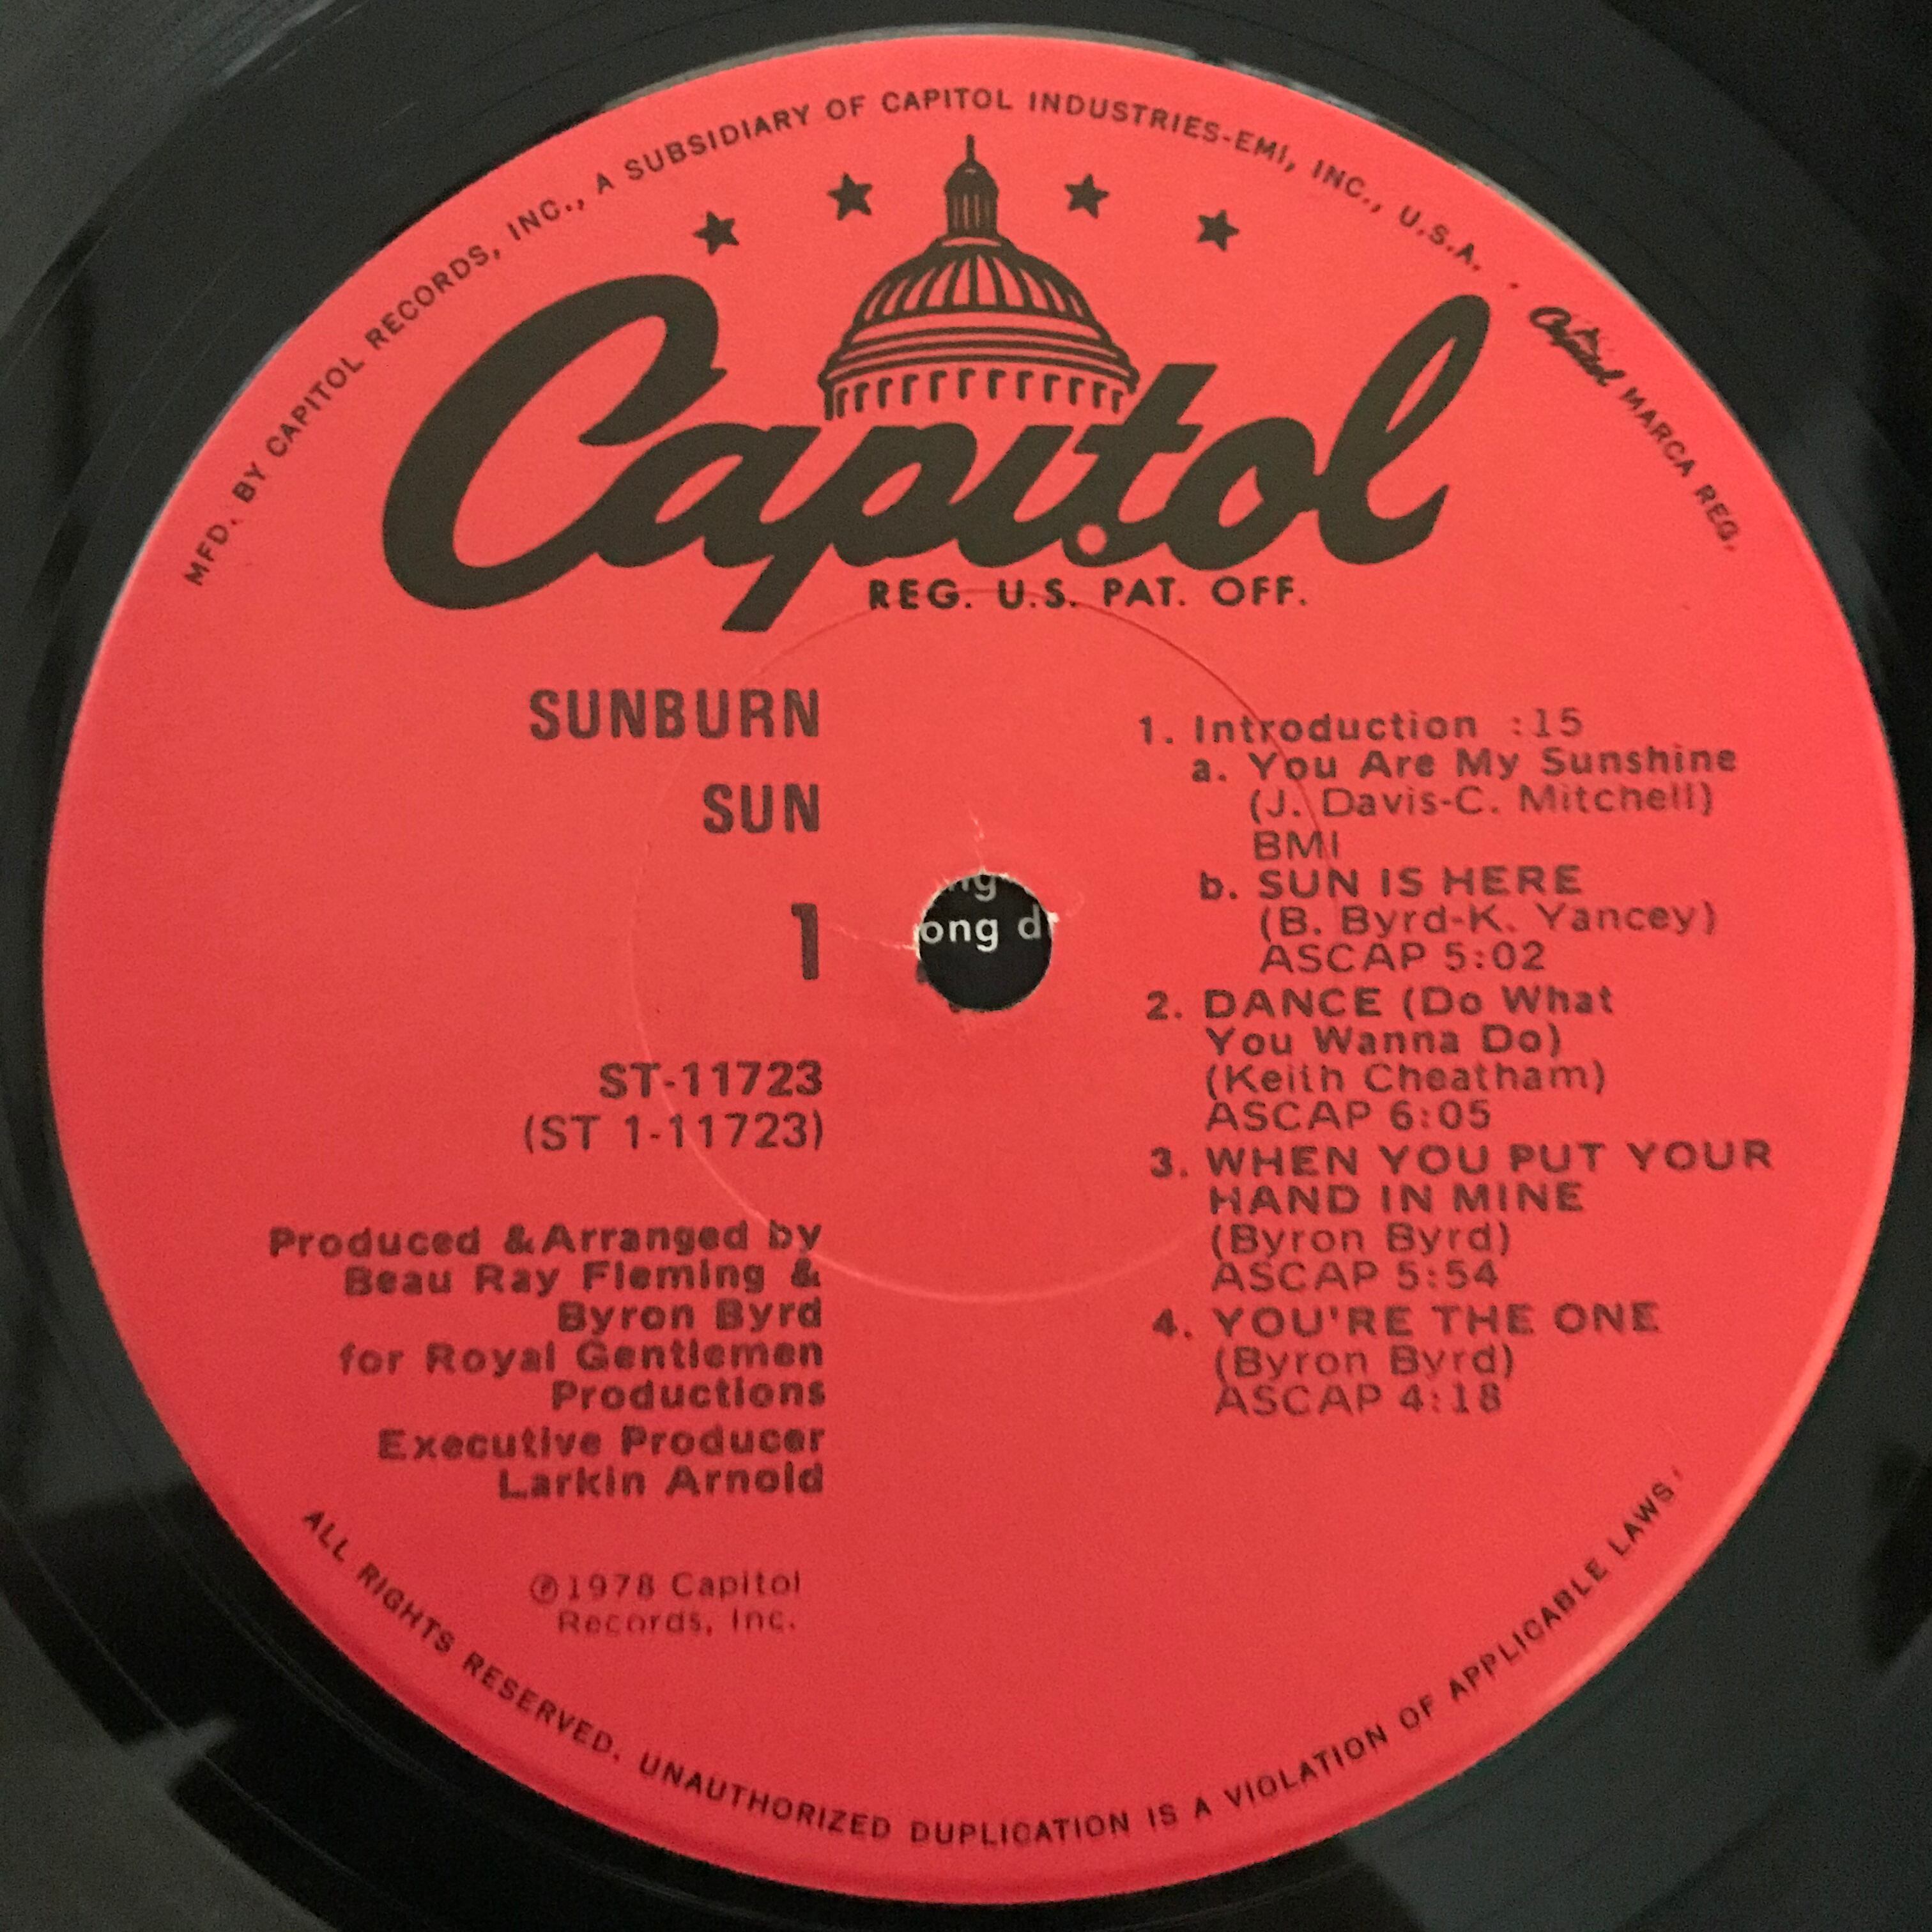 MFD. BY CAPITOL RECORDS, INC., A SUBSIDIARY OF CAPITOL INDUSTRIES-EMI, INC., U.S.A. . Capitol MARCA REG.
Capitol
REG. U.S. PAT. OFF.
SUNBURN
SUN
1
ST-11723
(ST 1-11723)
Produced & Arranged by
Beau Ray Fleming &
Byron Byrd
for Royal Gentlemen
Productions
Executive Producer
Larkin Arnold
℗1978 Capitol
Records, Inc.
1. Introduction :15
a. You Are My Sunshine
(J. Davis-C. Mitchell)
BMI
b. SUN IS HERE
(B. Byrd-K. Yancey)
ASCAP 5:02
2. DANCE (Do What
You Wanna Do)
(Keith Cheatham)
ASCAP 6:05
3. WHEN YOU PUT YOUR
HAND IN MINE
(Byron Byrd)
ASCAP 5:54
4. YOU'RE THE ONE
(Byron Byrd)
ASCAP 4:18
ong d
ALL RIGHTS RESERVED. UNAUTHORIZED DUPLICATION IS A VIOLATION OF APPLICABLE LAWS.